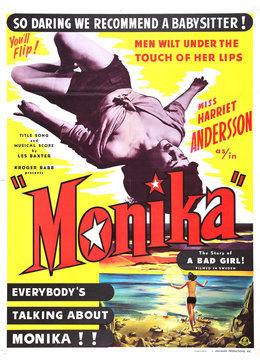 SO DARING WE RECOMMEND A BABYSITTER !
You'll
Flip!
MEN WILT UNDER THE
TOUCH OF HER LIPS
MISS
HARRIET
ANDERSSON
as/in
TITLE SONG
and
MUSICAL SCORE
by
LES BAXTER
KROGER BABB
presents
"Monika"
The Story of
A BAD GIRL!
FILMED IN SWEDEN
EVERYBODY'S
TALKING ABOUT
MONIKA ! !